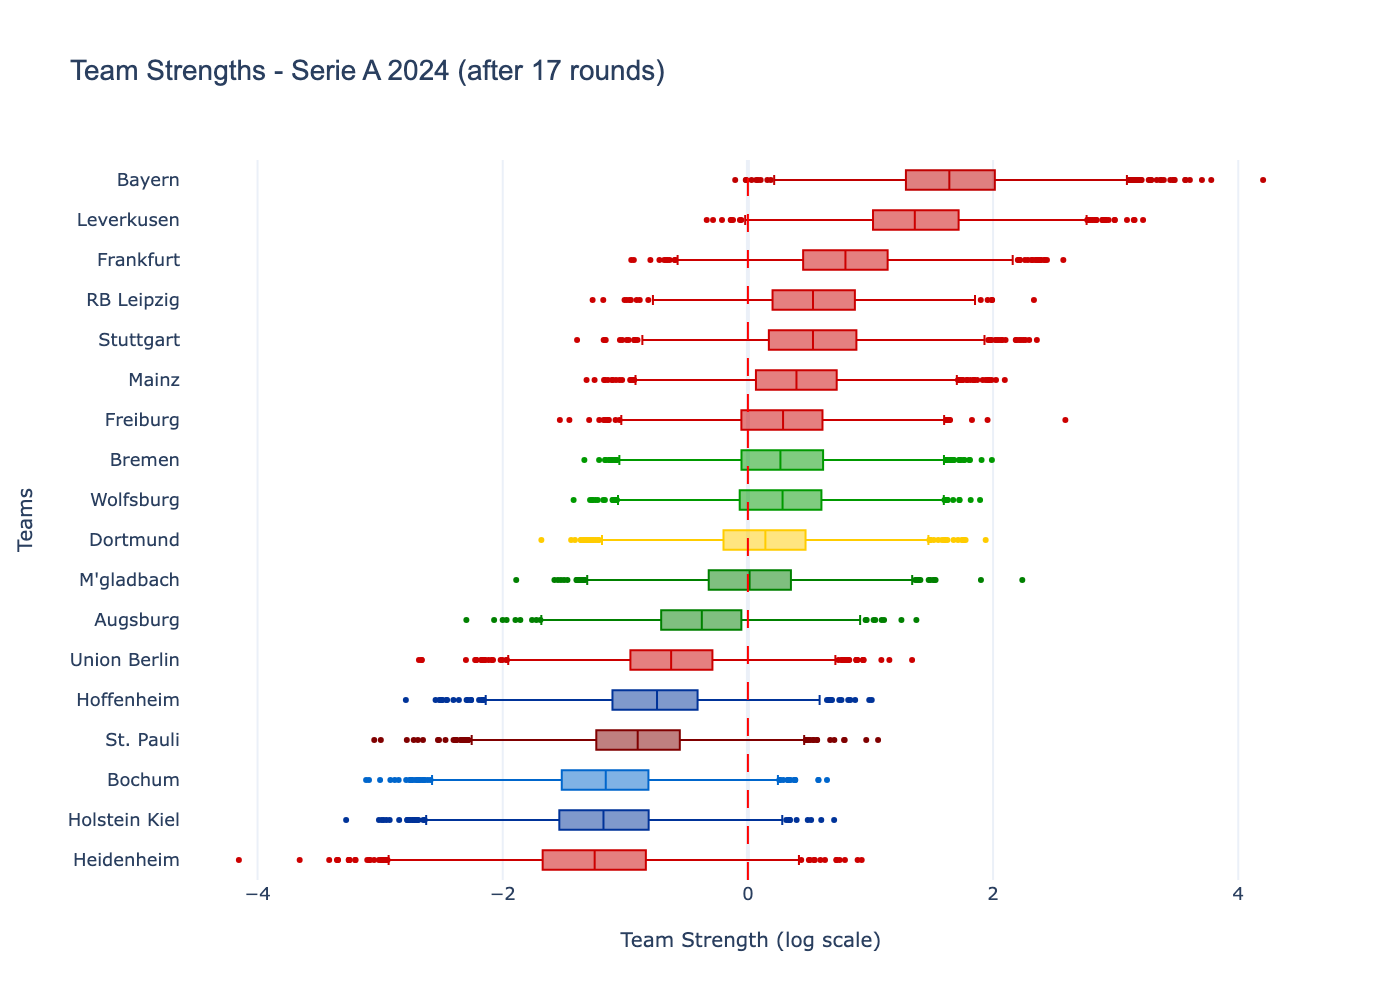 Team Strengths - Serie A 2024 (after 17 rounds)
Bayern
Leverkusen
Frankfurt
RB Leipzig
Stuttgart
Mainz
Freiburg
Bremen
Wolfsburg
Dortmund
M'gladbach
Augsburg
Union Berlin
Hoffenheim
St. Pauli
Bochum
Holstein Kiel
Heidenheim
Teams
−4 −2 0 2 4
Team Strength (log scale)